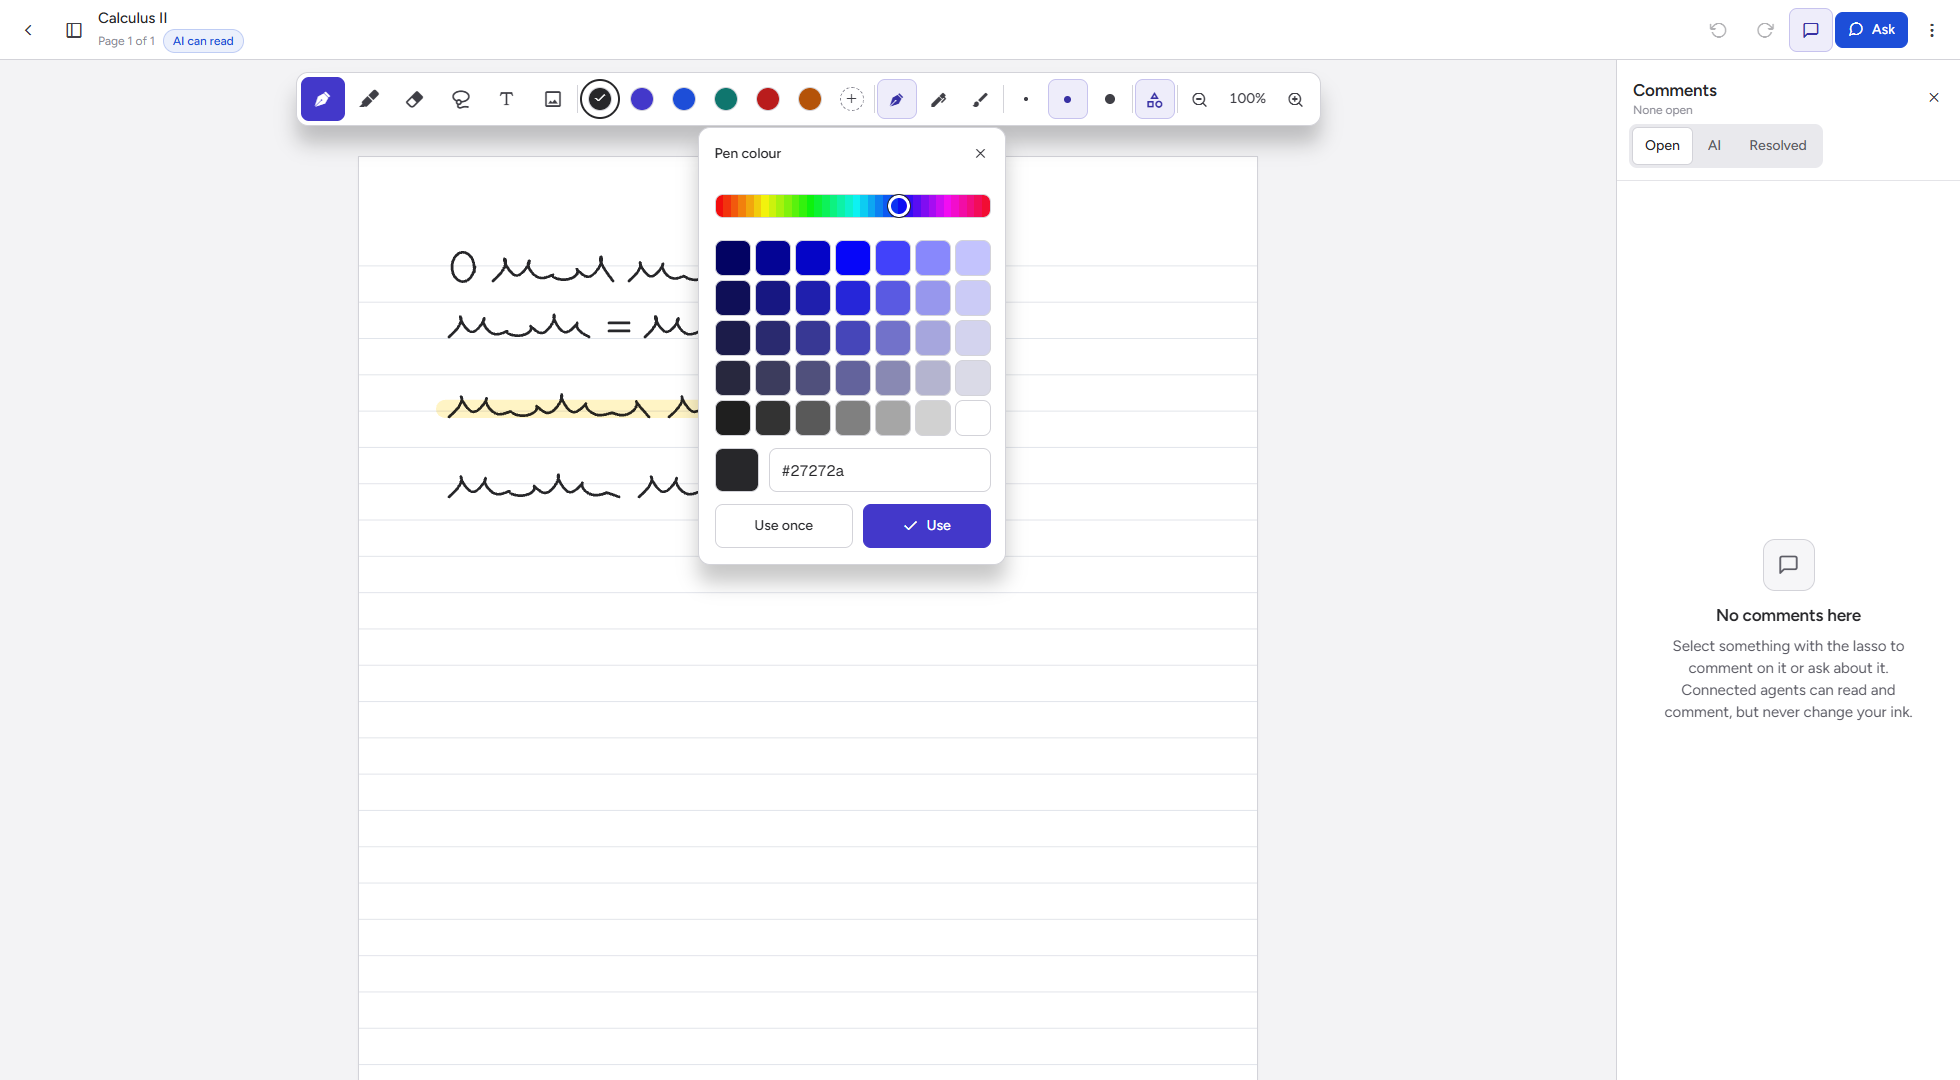 Calculus II
Page 1 of 1 AI can read
Ask
T
100%
Pen colour
#27272a
Use once
Use
=
Comments
None open
Open AI Resolved
No comments here
Select something with the lasso to
comment on it or ask about it.
Connected agents can read and
comment, but never change your ink.